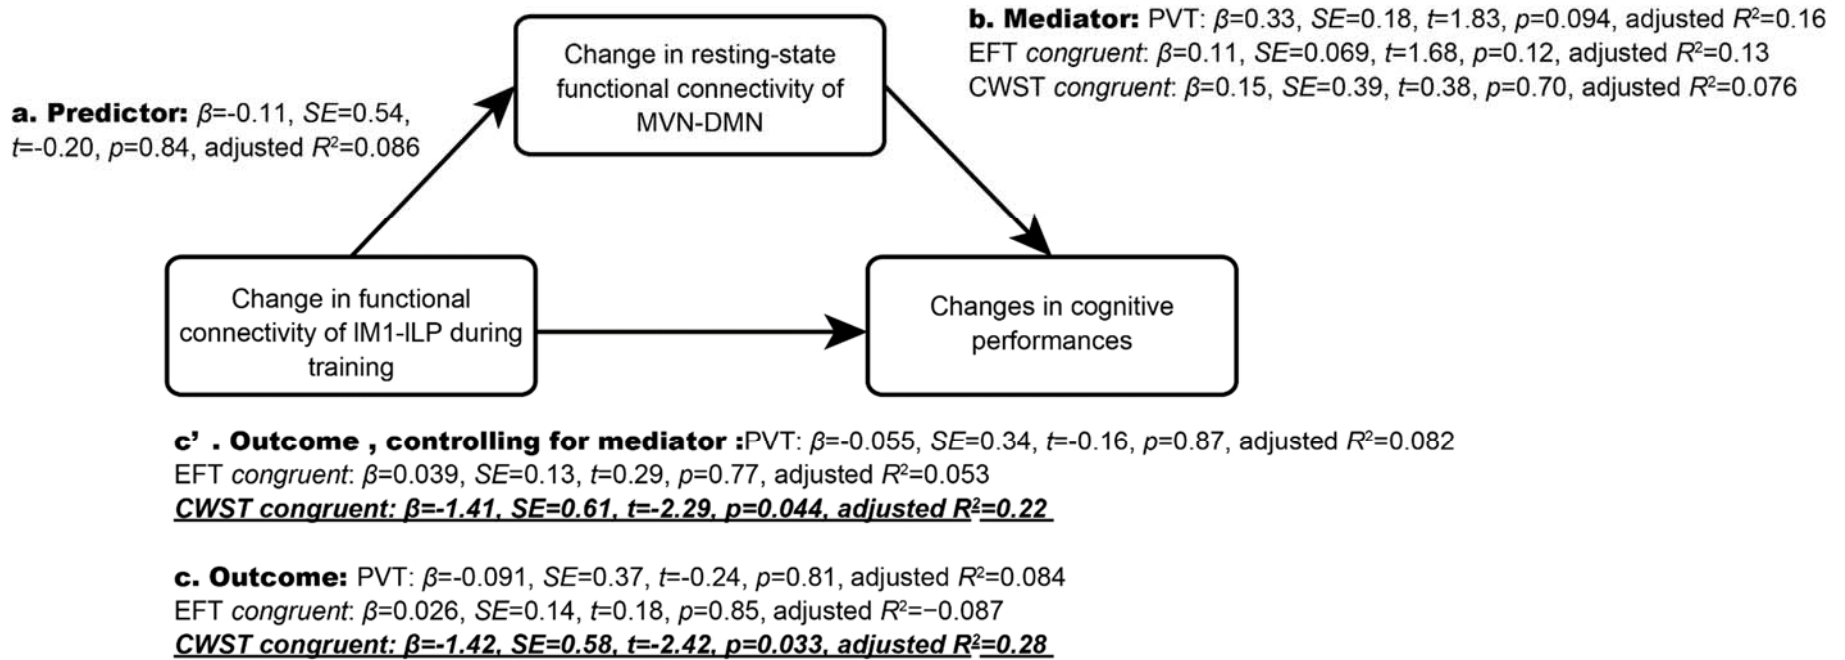 b. Mediator: PVT: β=0.33, SE=0.18, t=1.83, p=0.094, adjusted R²=0.16
EFT congruent: β=0.11, SE=0.069, t=1.68, p=0.12, adjusted R²=0.13
CWST congruent: β=0.15, SE=0.39, t=0.38, p=0.70, adjusted R²=0.076
Change in resting-state
functional connectivity of
MVN-DMN
a. Predictor: β=-0.11, SE=0.54,
t=-0.20, p=0.84, adjusted R²=0.086
Change in functional
connectivity of IM1-ILP during
training
Changes in cognitive
performances
c’ . Outcome , controlling for mediator :PVT: β=-0.055, SE=0.34, t=-0.16, p=0.87, adjusted R²=0.082
EFT congruent: β=0.039, SE=0.13, t=0.29, p=0.77, adjusted R²=0.053
CWST congruent: β=-1.41, SE=0.61, t=-2.29, p=0.044, adjusted R²=0.22
c. Outcome: PVT: β=-0.091, SE=0.37, t=-0.24, p=0.81, adjusted R²=0.084
EFT congruent: β=0.026, SE=0.14, t=0.18, p=0.85, adjusted R²=−0.087
CWST congruent: β=-1.42, SE=0.58, t=-2.42, p=0.033, adjusted R²=0.28